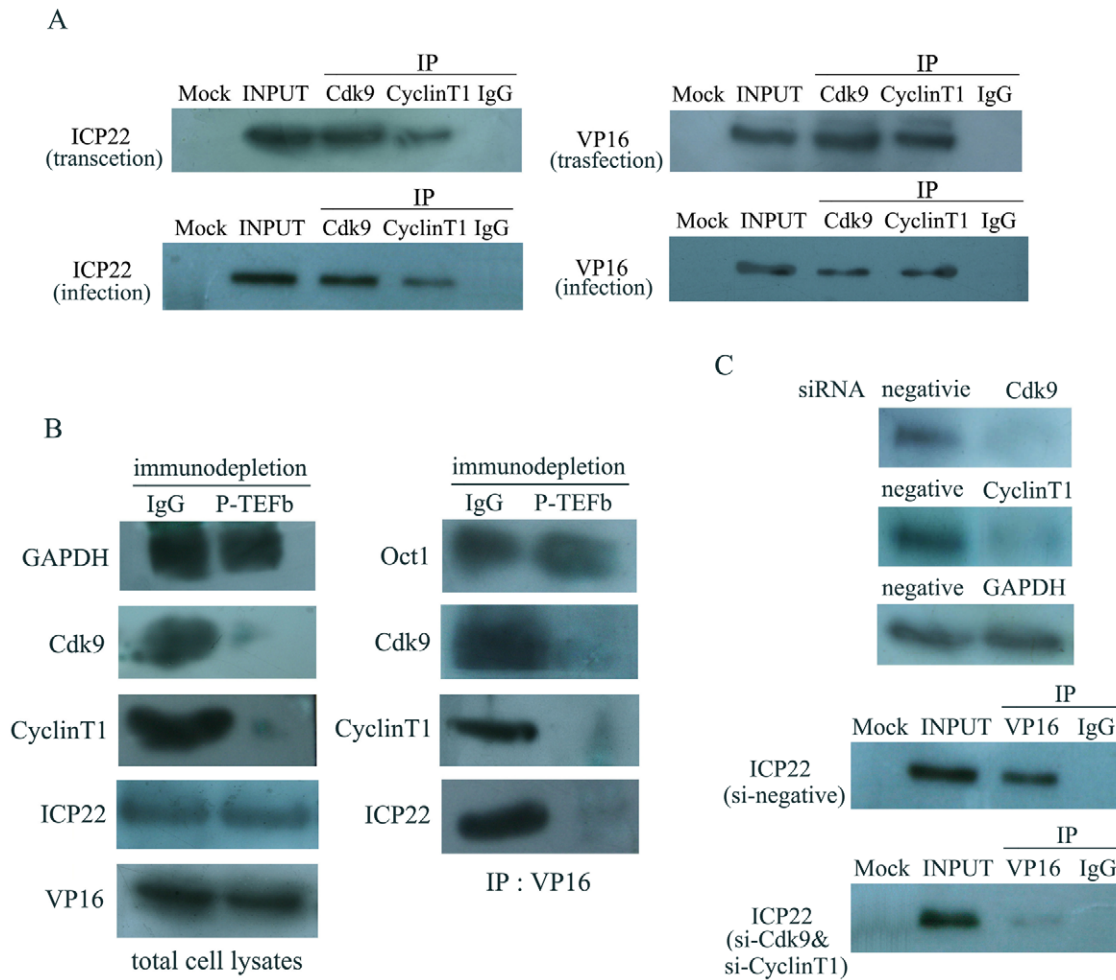 A
IP
Mock INPUT Cdk9 CyclinT1 IgG
ICP22
(transcetion)
IP
Mock INPUT Cdk9 CyclinT1 IgG
VP16
(trasfection)
IP
Mock INPUT Cdk9 CyclinT1 IgG
ICP22
(infection)
IP
Mock INPUT Cdk9 CyclinT1 IgG
VP16
(infection)
B
immunodepletion
IgG P-TEFb
GAPDH
Cdk9
CyclinT1
ICP22
VP16
total cell lysates
immunodepletion
IgG P-TEFb
Oct1
Cdk9
CyclinT1
ICP22
IP : VP16
C
siRNA negativie Cdk9
negative CyclinT1
negative GAPDH
IP
Mock INPUT VP16 IgG
ICP22
(si-negative)
IP
Mock INPUT VP16 IgG
ICP22
(si-Cdk9&
si-CyclinT1)